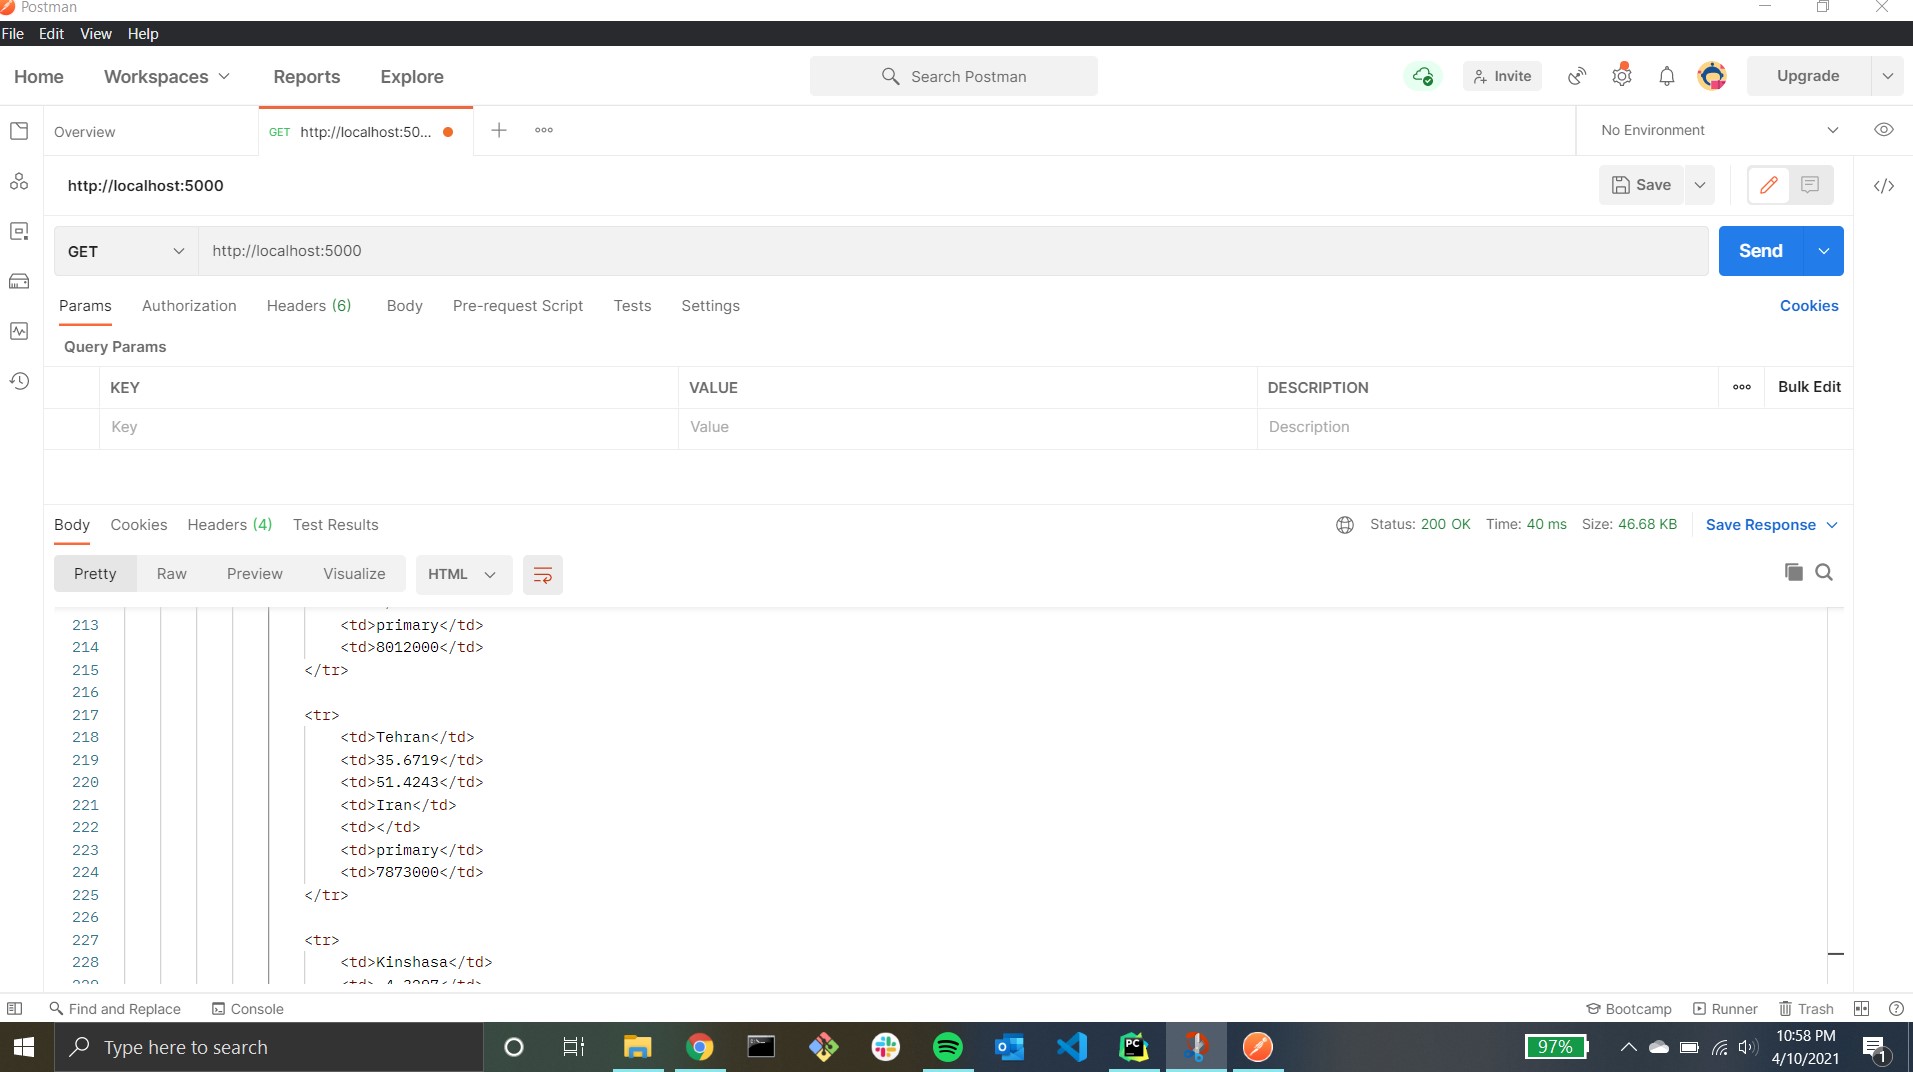 Postman
File Edit View Help
Home Workspaces Reports Explore Search Postman Invite Upgrade
Overview GET http://localhost:50... No Environment
http://localhost:5000 Save
GET http://localhost:5000 Send
Params Authorization Headers (6) Body Pre-request Script Tests Settings Cookies
Query Params
KEY VALUE DESCRIPTION Bulk Edit
Key Value Description
Body Cookies Headers (4) Test Results Status: 200 OK Time: 40 ms Size: 46.68 KB Save Response
Pretty Raw Preview Visualize HTML
213 <td>primary</td>
214 <td>8012000</td>
215 </tr>
216
217 <tr>
218 <td>Tehran</td>
219 <td>35.6719</td>
220 <td>51.4243</td>
221 <td>Iran</td>
222 <td></td>
223 <td>primary</td>
224 <td>7873000</td>
225 </tr>
226
227 <tr>
228 <td>Kinshasa</td>
Find and Replace Console Bootcamp Runner Trash
Type here to search PC 97% 10:58 PM
4/10/2021 1